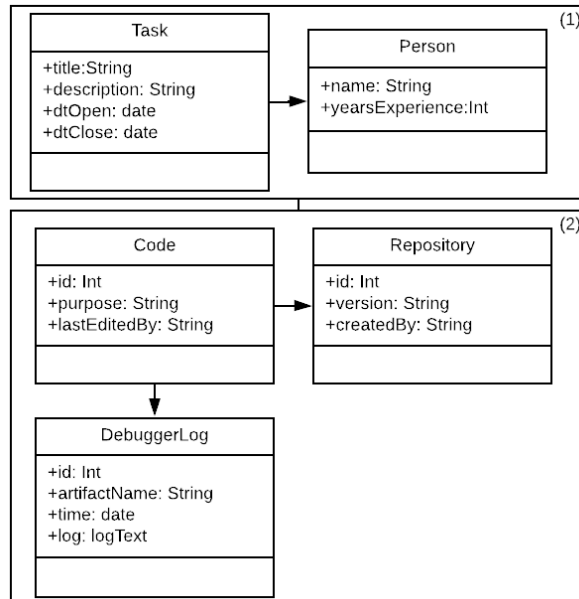 (1)
Task
+title:String
+description: String
+dtOpen: date
+dtClose: date
Person
+name: String
+yearsExperience:Int
(2)
Code
+id: Int
+purpose: String
+lastEditedBy: String
Repository
+id: Int
+version: String
+createdBy: String
DebuggerLog
+id: Int
+artifactName: String
+time: date
+log: logText